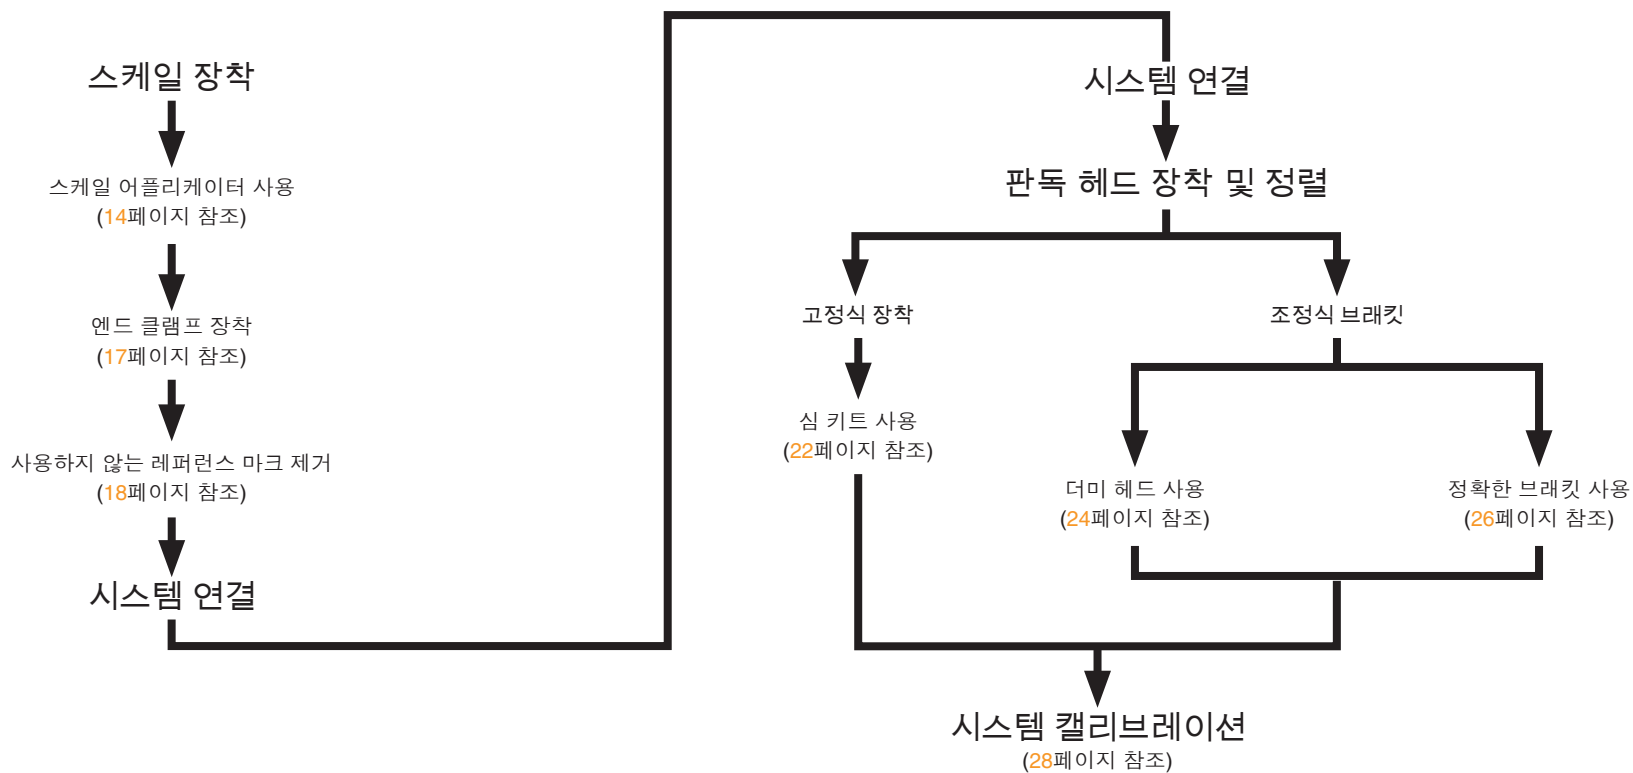 스케일 장착
스케일 어플리케이터 사용
(14페이지 참조)
엔드 클램프 장착
(17페이지 참조)
사용하지 않는 레퍼런스 마크 제거
(18페이지 참조)
시스템 연결
시스템 연결
판독 헤드 장착 및 정렬
고정식 장착
조정식 브래킷
심 키트 사용
(22페이지 참조)
더미 헤드 사용
(24페이지 참조)
정확한 브래킷 사용
(26페이지 참조)
시스템 캘리브레이션
(28페이지 참조)